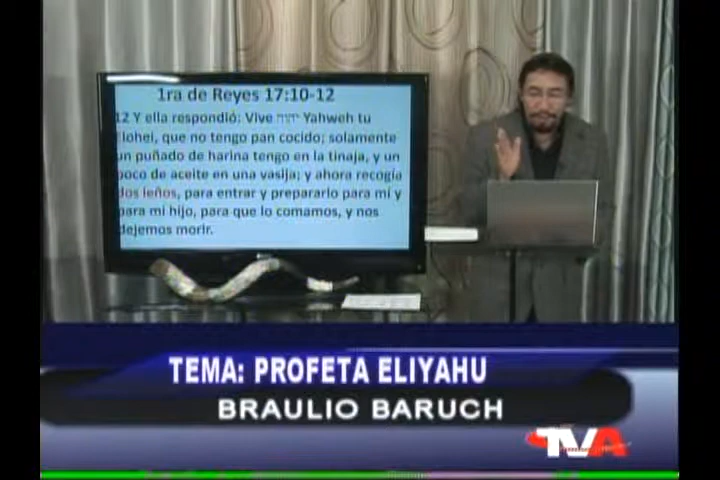 1ra de Reyes 17:10-12
12 Y ella respondió: Vive יהוה Yahweh tu
Elohei, que no tengo pan cocido; solamente
un puñado de harina tengo en la tinaja, y un
poco de aceite en una vasija; y ahora recogía
dos leños, para entrar y prepararlo para mí y
para mi hijo, para que lo comamos, y nos
dejemos morir.
TEMA: PROFETA ELIYAHU
BRAULIO BARUCH
TVA